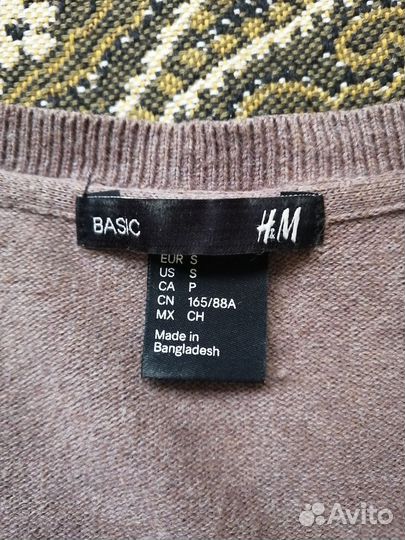 BASIC H&M
EUR S
US S
CA P
CN 165/88A
MX CH
Made in
Bangladesh
Avito